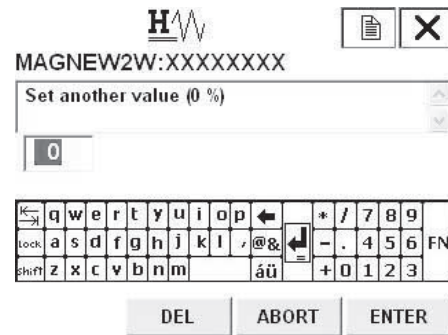 H
MAGNEW2W:XXXXXXXX
Set another value (0 %)
0
q w e r t y u i o p * / 7 8 9
Lock a s d f g h j k l , @& - . 4 5 6 FN
shift z x c v b n m áü = + 0 1 2 3
DEL ABORT ENTER